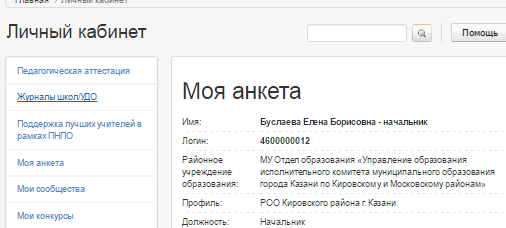 Главная / Личный кабинет
Личный кабинет
Помощь
Педагогическая аттестация
Журналы школ/УДО
Поддержка лучших учителей в
рамках ПНПО
Моя анкета
Мои сообщества
Мои конкурсы
Моя анкета
Имя: Буслаева Елена Борисовна - начальник
Логин: 4600000012
Районное МУ Отдел образования «Управление образования
учреждение исполнительного комитета муниципального образования
образования: города Казани по Кировскому и Московскому районам»
Профиль: РОО Кировского района г. Казани
Должность: Начальник